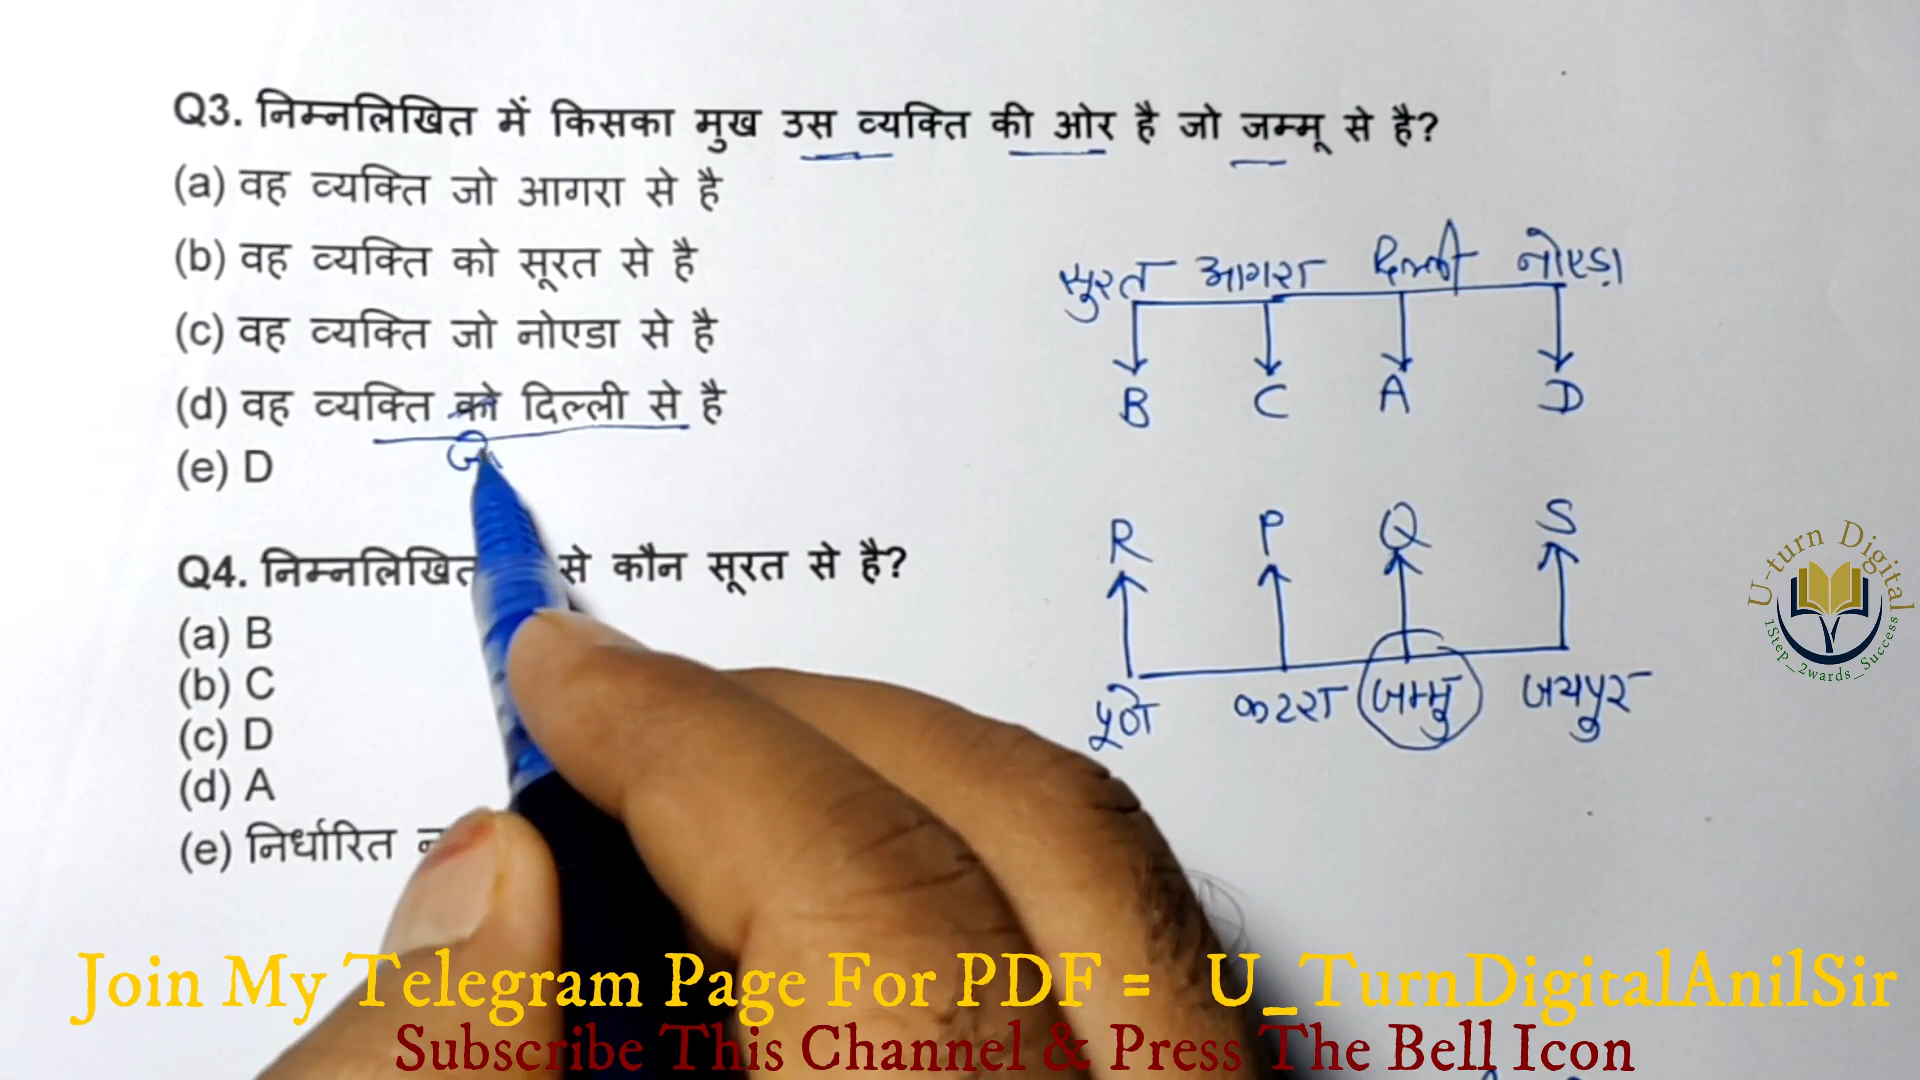 Q3. निम्नलिखित में किसका मुख उस व्यक्ति की ओर है जो जम्मू से है?
(a) वह व्यक्ति जो आगरा से है
(b) वह व्यक्ति को सूरत से है
(c) वह व्यक्ति जो नोएडा से है
(d) वह व्यक्ति को दिल्ली से है
(e) D
Q4. निम्नलिखित से कौन सूरत से है?
(a) B
(b) C
(c) D
(d) A
(e) निर्धारित
सुरत आगरा दिल्ली नोएडा
B C A D
R P Q S
पूणे कटरा जम्मु जयपुर
U-turn Digital
1Step_2wards_Success
Join My Telegram Page For PDF = U_TurnDigitalAnilSir
Subscribe This Channel & Press The Bell Icon